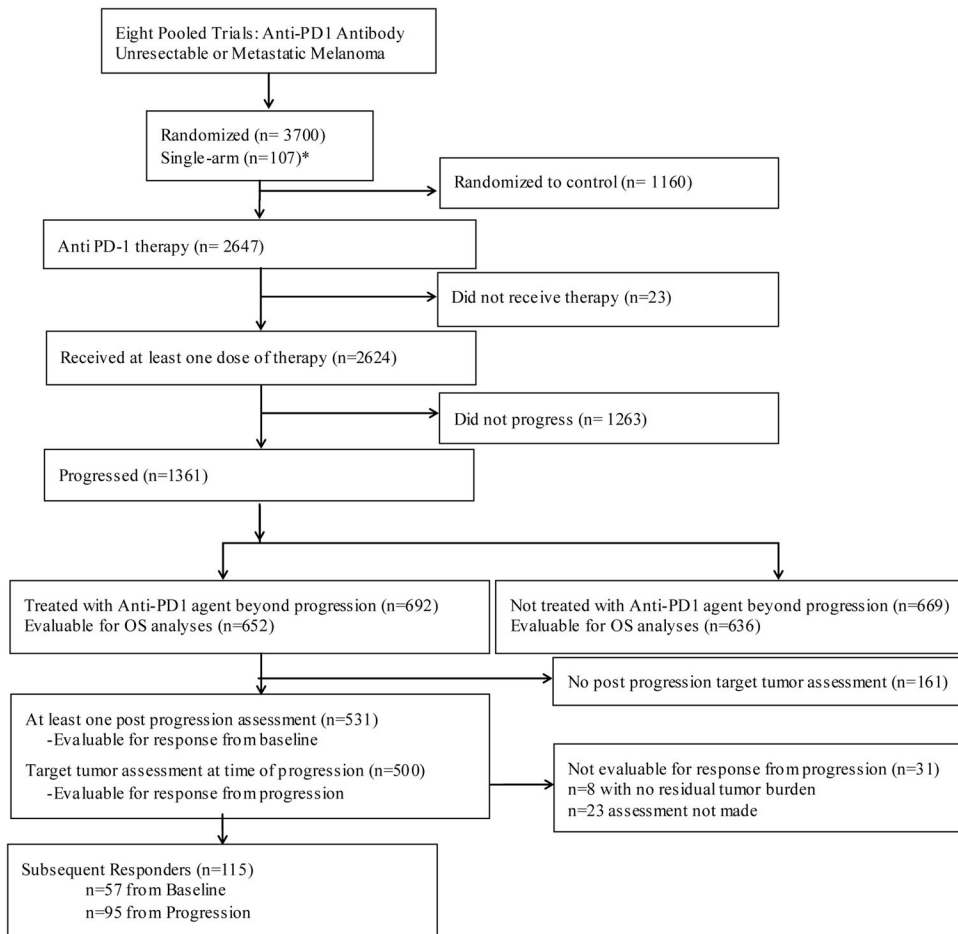 Eight Pooled Trials: Anti-PD1 Antibody
Unresectable or Metastatic Melanoma
Randomized (n= 3700)
Single-arm (n=107)*
Randomized to control (n= 1160)
Anti PD-1 therapy (n= 2647)
Did not receive therapy (n=23)
Received at least one dose of therapy (n=2624)
Did not progress (n= 1263)
Progressed (n=1361)
Treated with Anti-PD1 agent beyond progression (n=692)
Evaluable for OS analyses (n=652)
Not treated with Anti-PD1 agent beyond progression (n=669)
Evaluable for OS analyses (n=636)
No post progression target tumor assessment (n=161)
At least one post progression assessment (n=531)
-Evaluable for response from baseline
Target tumor assessment at time of progression (n=500)
-Evaluable for response from progression
Not evaluable for response from progression (n=31)
n=8 with no residual tumor burden
n=23 assessment not made
Subsequent Responders (n=115)
n=57 from Baseline
n=95 from Progression